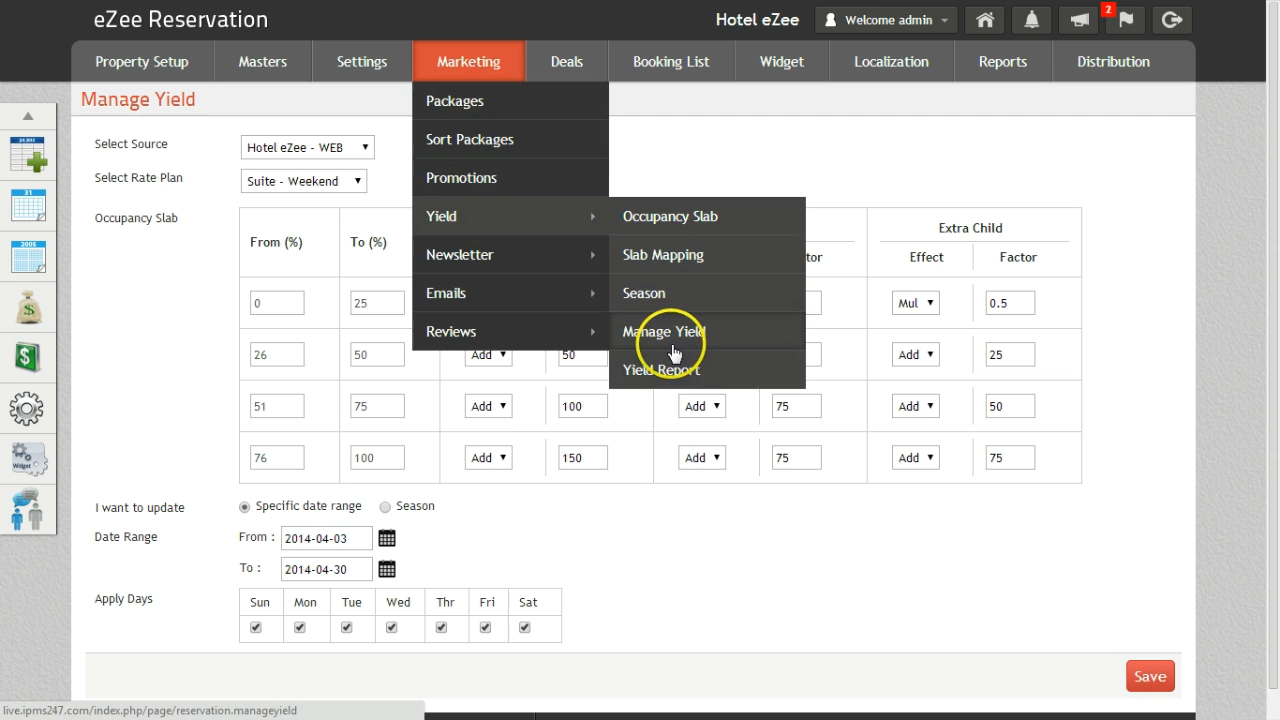 eZee Reservation
Hotel eZee
Welcome admin
2
Property Setup Masters Settings Marketing Deals Booking List Widget Localization Reports Distribution
Manage Yield
Packages
Sort Packages
Promotions
Yield
Newsletter
Emails
Reviews
Occupancy Slab
Slab Mapping
Season
Manage Yield
Yield Report
Select Source Hotel eZee - WEB
Select Rate Plan Suite - Weekend
Occupancy Slab
From (%) To (%) Extra Child
Effect Factor
0 25 Mul 0.5
26 50 Add 50 Add 25
51 75 Add 100 Add 75 Add 50
76 100 Add 150 Add 75 Add 75
I want to update Specific date range Season
Date Range From : 2014-04-03
To : 2014-04-30
Apply Days Sun Mon Tue Wed Thr Fri Sat
Save
live.ipms247.com/index.php/page/reservation.manageyield